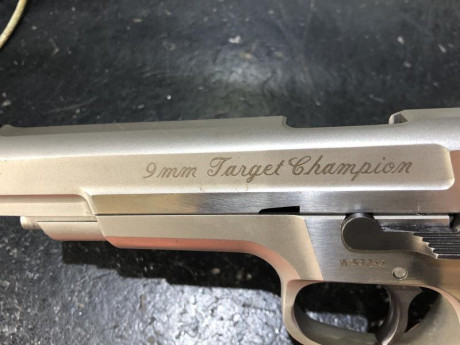 9mm Target Champion